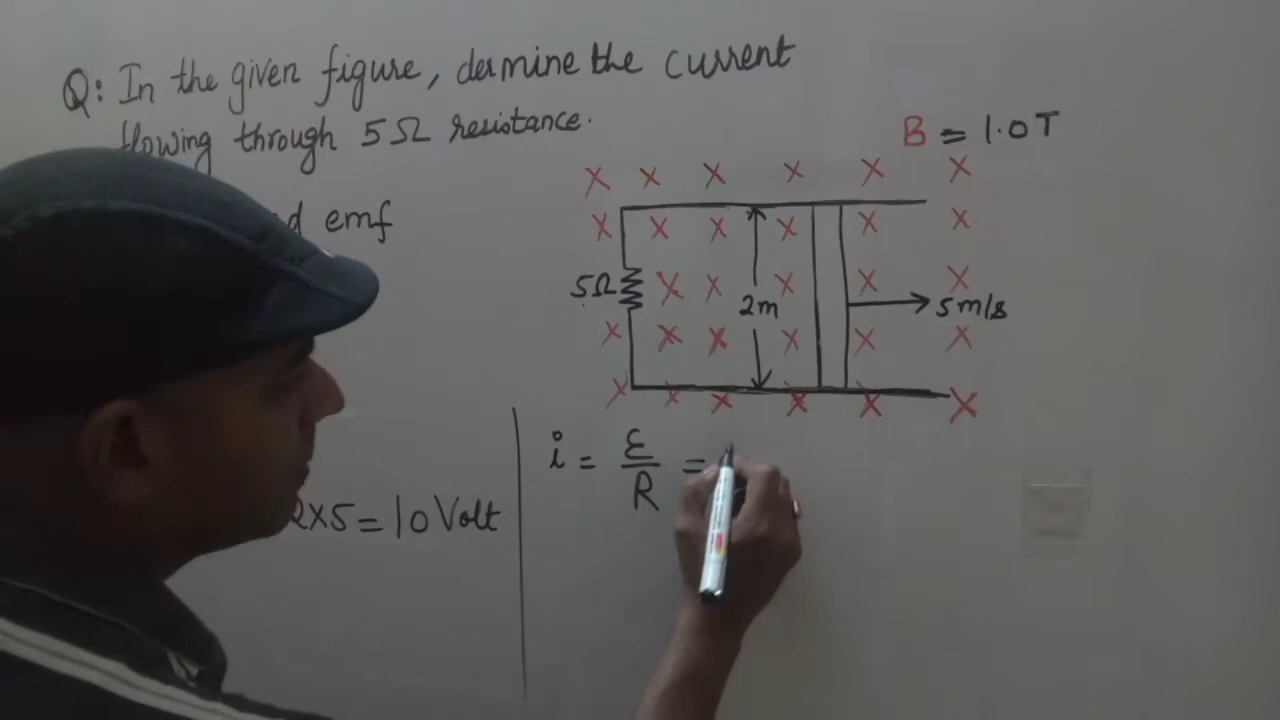 Q: In the given figure, dermine the current
flowing through 5Ω resistance.
B = 1.0T
emf
5Ω
2m
5m/s
i = ε/R =
2×5 = 10 Volt